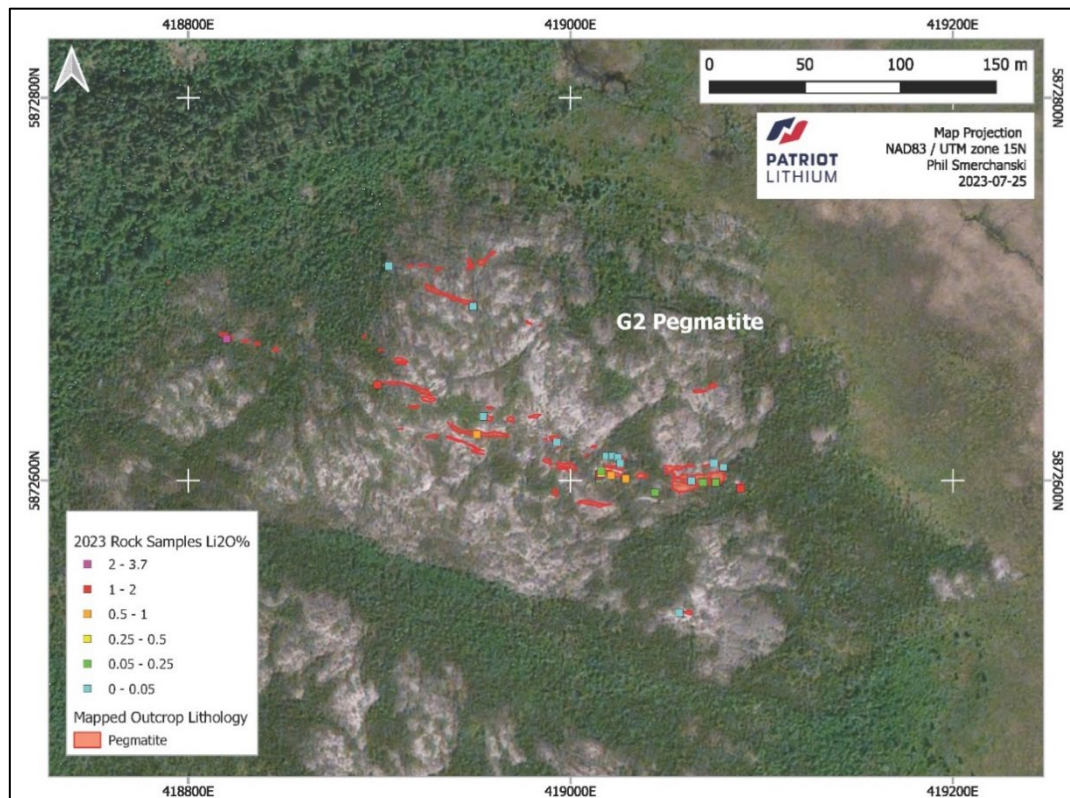 418800E
419000E
419200E
5872800N
5872800N
0 50 100 150 m
PATRIOT
LITHIUM
Map Projection
NAD83 / UTM zone 15N
Phil Smerchanski
2023-07-25
G2 Pegmatite
5872600N
5872600N
2023 Rock Samples Li2O%
2 - 3.7
1 - 2
0.5 - 1
0.25 - 0.5
0.05 - 0.25
0 - 0.05
Mapped Outcrop Lithology
Pegmatite
418800E
419000E
419200E